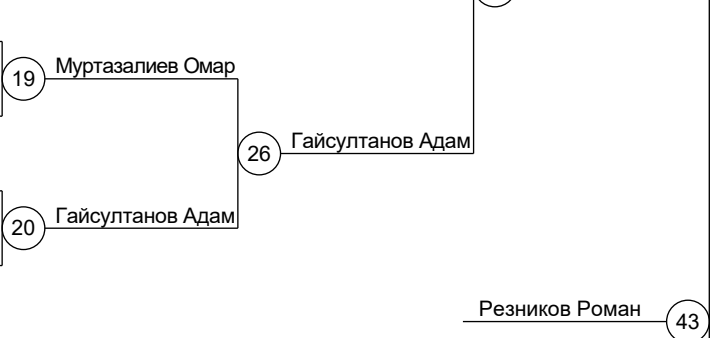 19 Муртазалиев Омар
26 Гайсултанов Адам
20 Гайсултанов Адам
Резников Роман 43